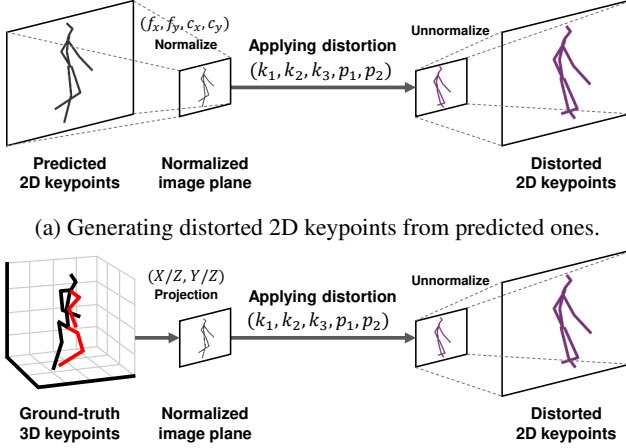 (f_x, f_y, c_x, c_y)
Normalize
Applying distortion
(k_1, k_2, k_3, p_1, p_2)
Unnormalize
Predicted
2D keypoints
Normalized
image plane
Distorted
2D keypoints
(a) Generating distorted 2D keypoints from predicted ones.
(X/Z, Y/Z)
Projection
Applying distortion
(k_1, k_2, k_3, p_1, p_2)
Unnormalize
Ground-truth
3D keypoints
Normalized
image plane
Distorted
2D keypoints